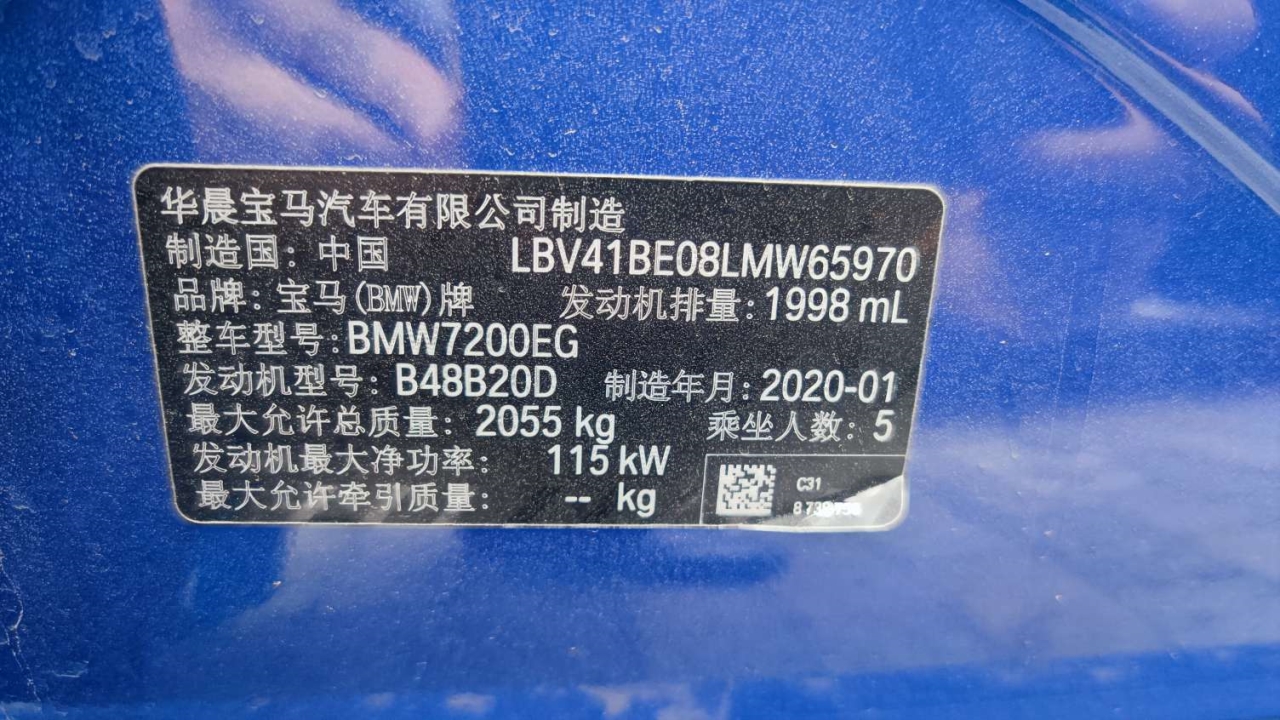 华晨宝马汽车有限公司制造
制造国：中国 LBV41BE08LMW65970
品牌：宝马(BMW)牌 发动机排量：1998 mL
整车型号：BMW7200EG
发动机型号：B48B20D 制造年月：2020-01
最大允许总质量：2055 kg 乘坐人数：5
发动机最大净功率：115 kW
最大允许牵引质量：-- kg
C31
8